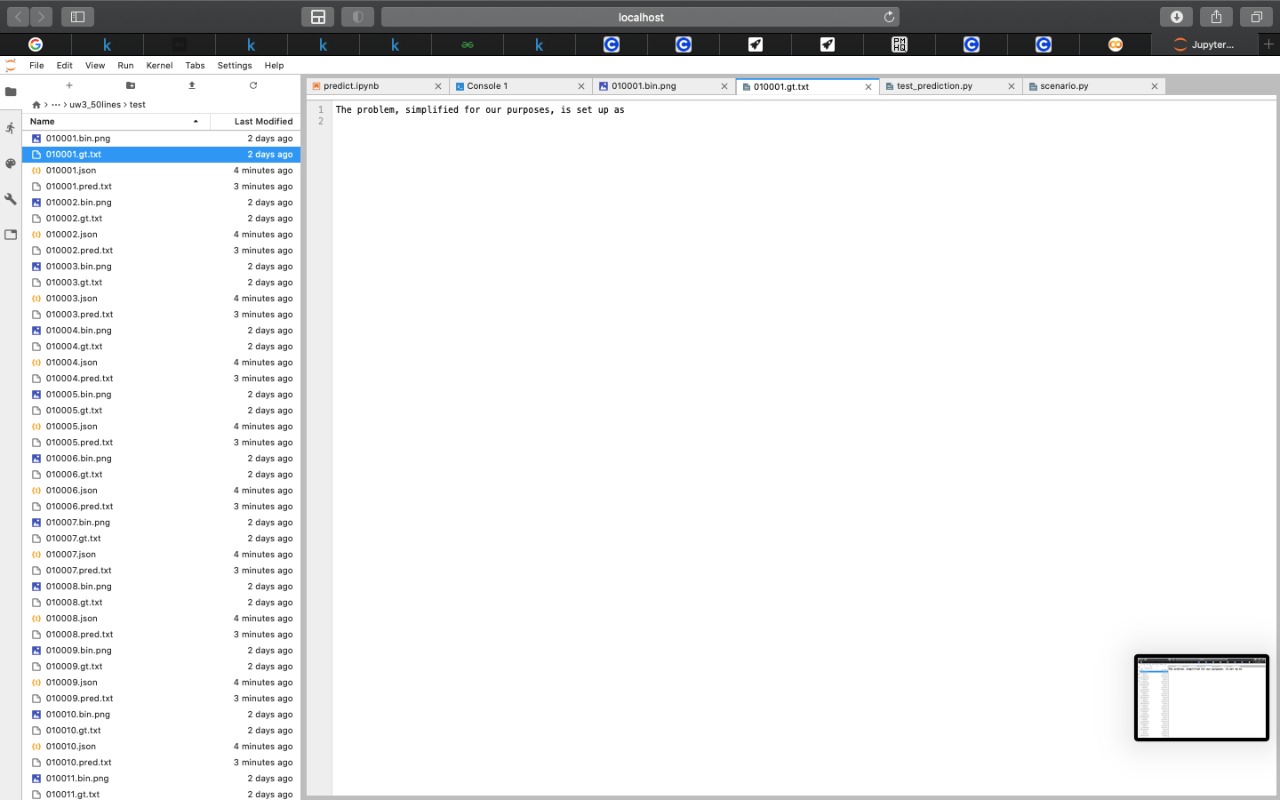 localhost
Jupyter...
File Edit View Run Kernel Tabs Settings Help
predict.ipynb Console 1 010001.bin.png 010001.gt.txt test_prediction.py scenario.py
··· uw3_50lines test
Name Last Modified
010001.bin.png 2 days ago
010001.gt.txt 2 days ago
010001.json 4 minutes ago
010001.pred.txt 3 minutes ago
010002.bin.png 2 days ago
010002.gt.txt 2 days ago
010002.json 4 minutes ago
010002.pred.txt 3 minutes ago
010003.bin.png 2 days ago
010003.gt.txt 2 days ago
010003.json 4 minutes ago
010003.pred.txt 3 minutes ago
010004.bin.png 2 days ago
010004.gt.txt 2 days ago
010004.json 4 minutes ago
010004.pred.txt 3 minutes ago
010005.bin.png 2 days ago
010005.gt.txt 2 days ago
010005.json 4 minutes ago
010005.pred.txt 3 minutes ago
010006.bin.png 2 days ago
010006.gt.txt 2 days ago
010006.json 4 minutes ago
010006.pred.txt 3 minutes ago
010007.bin.png 2 days ago
010007.gt.txt 2 days ago
010007.json 4 minutes ago
010007.pred.txt 3 minutes ago
010008.bin.png 2 days ago
010008.gt.txt 2 days ago
010008.json 4 minutes ago
010008.pred.txt 3 minutes ago
010009.bin.png 2 days ago
010009.gt.txt 2 days ago
010009.json 4 minutes ago
010009.pred.txt 3 minutes ago
010010.bin.png 2 days ago
010010.gt.txt 2 days ago
010010.json 4 minutes ago
010010.pred.txt 3 minutes ago
010011.bin.png 2 days ago
010011.gt.txt 2 days ago
1 The problem, simplified for our purposes, is set up as
2